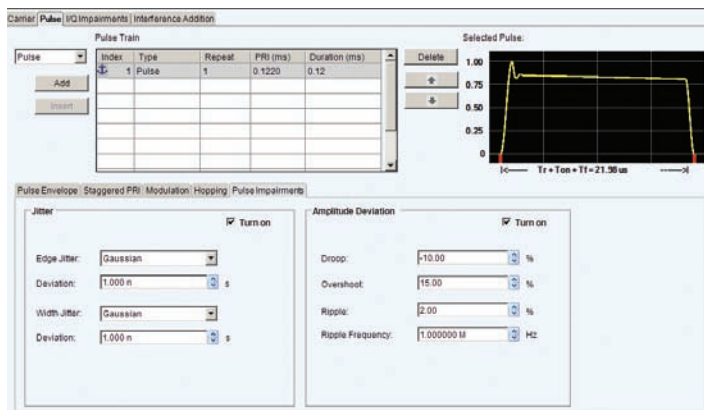 Carrier Pulse I/Q Impairments Interference Addition
Pulse Train
Selected Pulse:
Pulse
Add
Insert
Index Type Repeat PRI (ms) Duration (ms)
1 Pulse 1 0.1220 0.12
Delete
1.00
0.75
0.50
0.25
0
|<---- Tr + Ton + Tf = 21.98 us ---->|
Pulse Envelope Staggered PRI Modulation Hopping Pulse Impairments
Jitter
Turn on
Edge Jitter: Gaussian
Deviation: 1.000 n s
Width Jitter: Gaussian
Deviation: 1.000 n s
Amplitude Deviation
Turn on
Droop: -10.00 %
Overshoot: 15.00 %
Ripple: 2.00 %
Ripple Frequency: 1.000000 M Hz